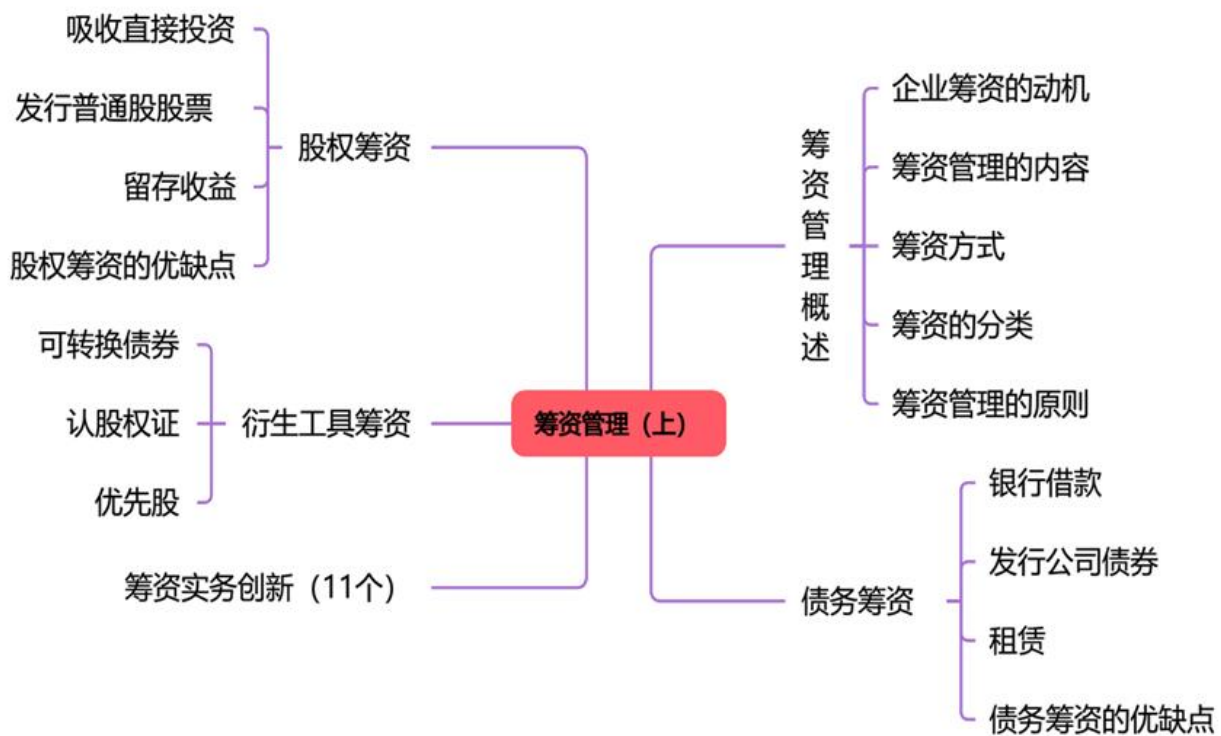 筹资管理（上）
筹资管理概述
企业筹资的动机
筹资管理的内容
筹资方式
筹资的分类
筹资管理的原则
债务筹资
银行借款
发行公司债券
租赁
债务筹资的优缺点
股权筹资
吸收直接投资
发行普通股股票
留存收益
股权筹资的优缺点
衍生工具筹资
可转换债券
认股权证
优先股
筹资实务创新（11个）